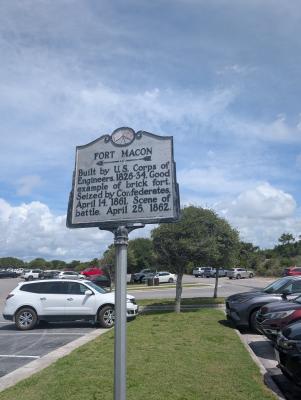 FORT MACON
Built by U.S. Corps of
Engineers, 1826-34. Good
example of brick fort.
Seized by Confederates,
April 14, 1861. Scene of
battle, April 25, 1862.